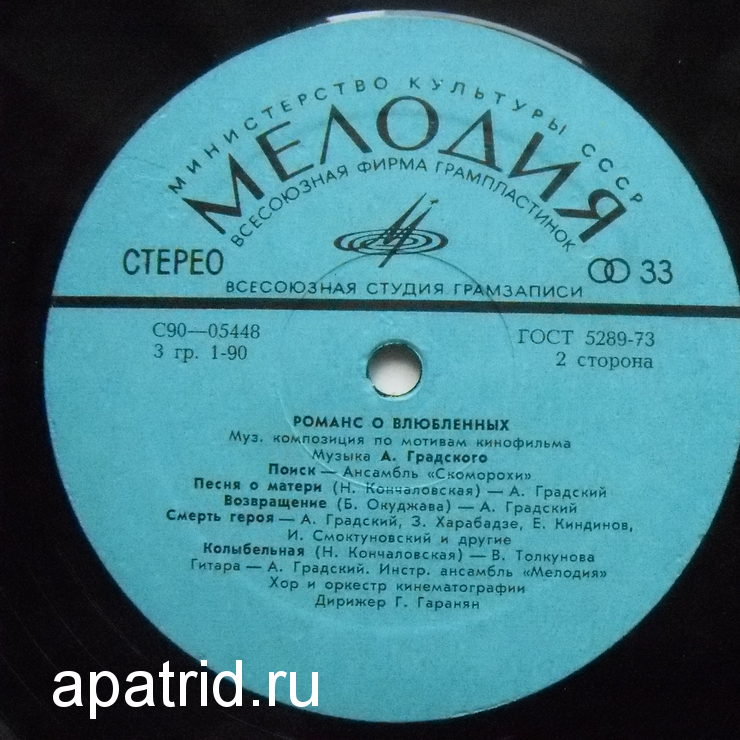 МИНИСТЕРСТВО КУЛЬТУРЫ СССР
МЕЛОДИЯ
ВСЕСОЮЗНАЯ ФИРМА ГРАМПЛАСТИНОК
СТЕРЕО
33
ВСЕСОЮЗНАЯ СТУДИЯ ГРАМЗАПИСИ
С90—05448
ГОСТ 5289-73
3 гр. 1-90
2 сторона
РОМАНС О ВЛЮБЛЕННЫХ
Муз. композиция по мотивам кинофильма
Музыка А. Градского
Поиск — Ансамбль «Скоморохи»
Песня о матери (Н. Кончаловская) — А. Градский
Возвращение (Б. Окуджава) — А. Градский
Смерть героя — А. Градский, З. Харабадзе, Е. Киндинов,
И. Смоктуновский и другие
Колыбельная (Н. Кончаловская) — В. Толкунова
Гитара — А. Градский. Инстр. ансамбль «Мелодия»
Хор и оркестр кинематографии
Дирижер Г. Гаранян
apatrid.ru